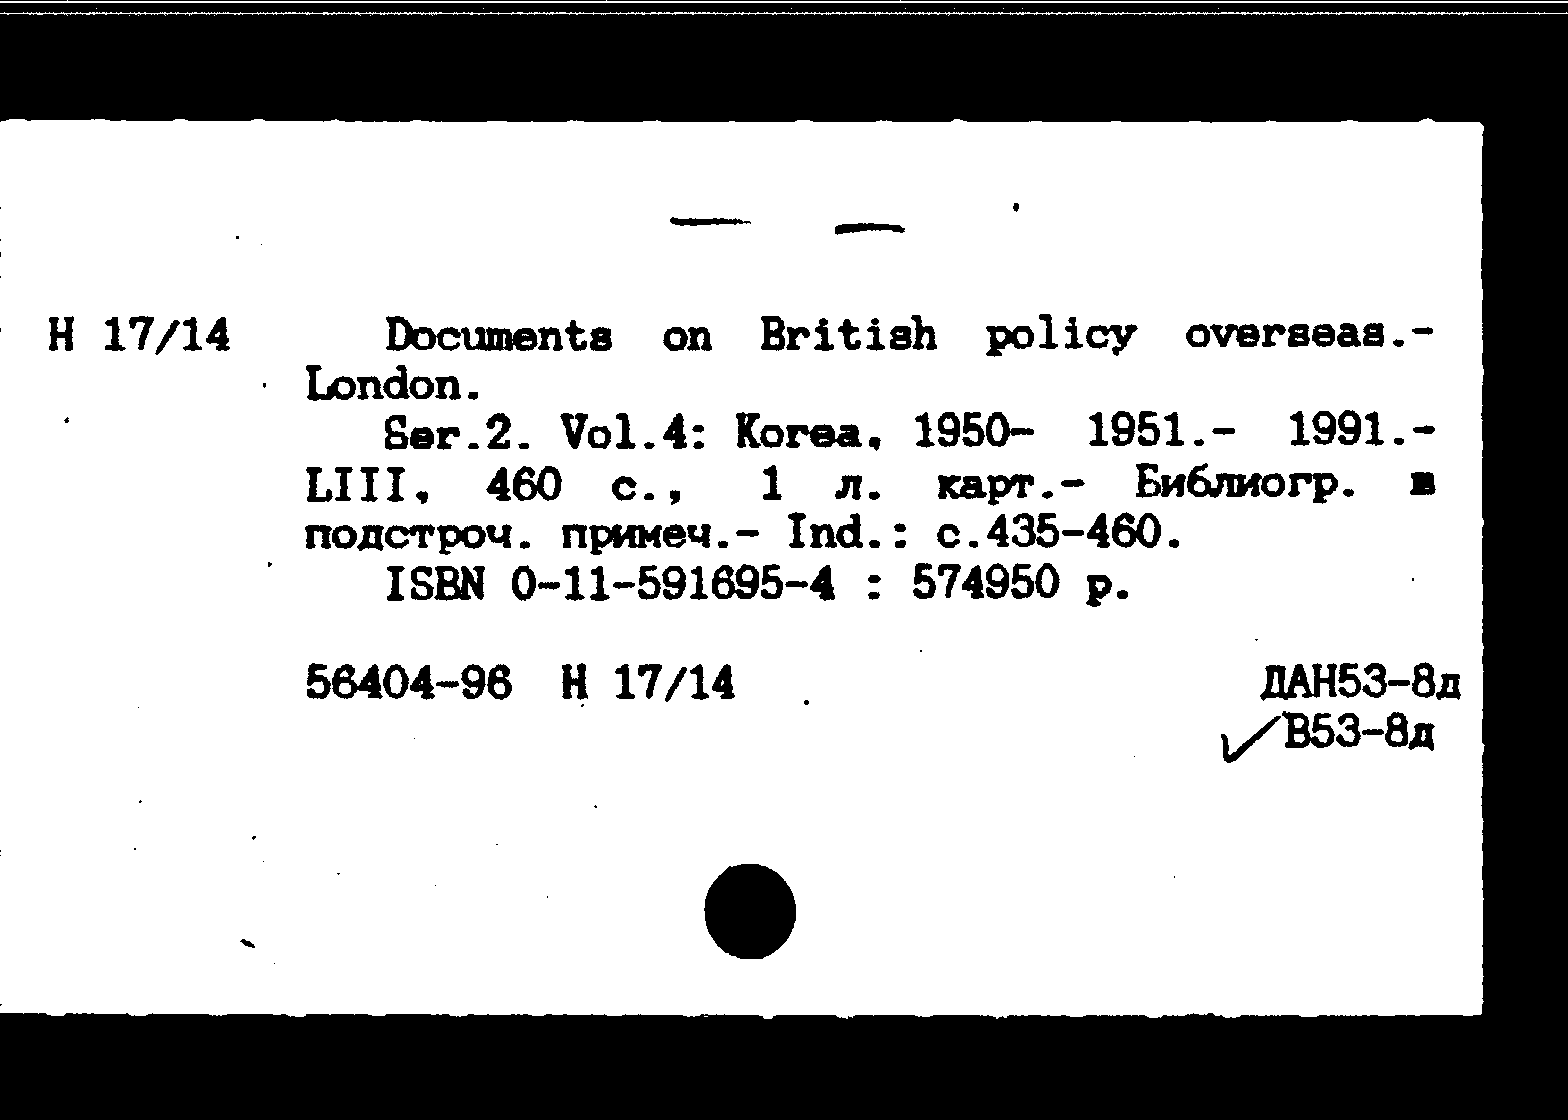 Н 17/14 Documents on British policy overseas.-
London.
Ser.2. Vol.4: Korea, 1950- 1951.- 1991.-
LIII, 460 с., 1 л. карт.- Библиогр. в
подстроч. примеч.- Ind.: с.435-460.
ISBN 0-11-591695-4 : 574950 р.
56404-96 Н 17/14 ДАН53-8д
В53-8д